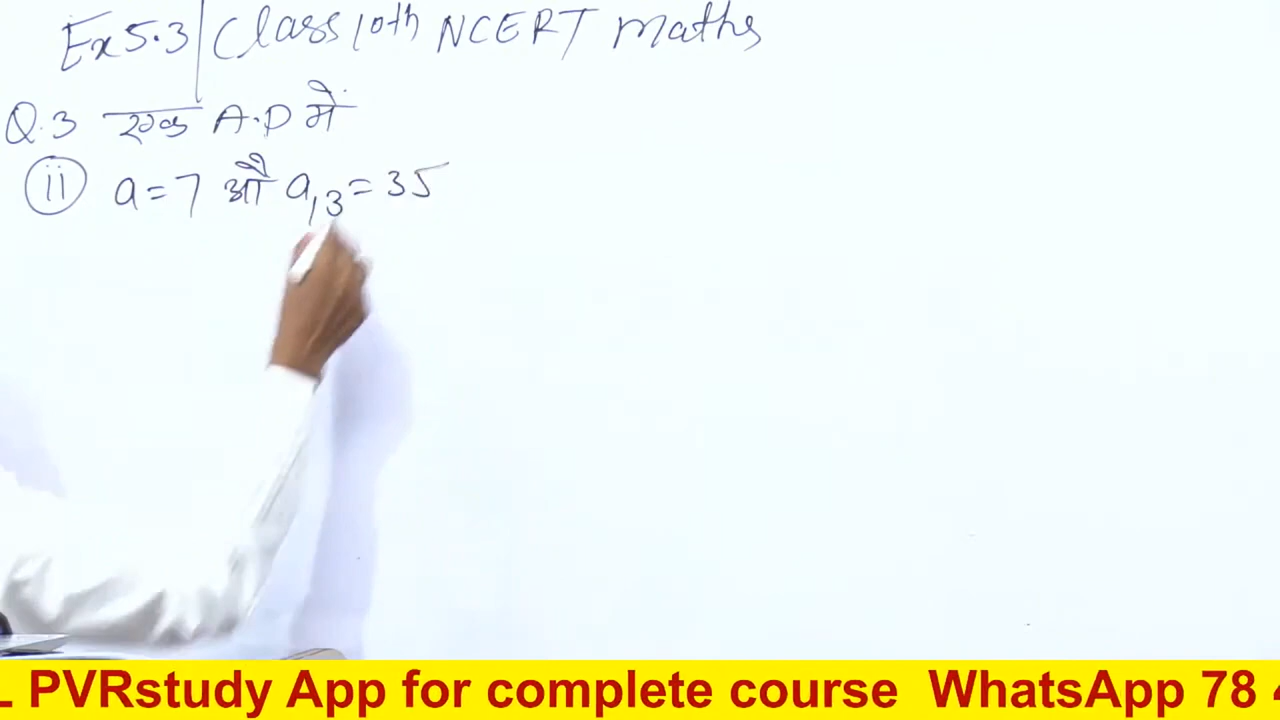 Ex 5.3 | Class 10th NCERT Maths
Q.3 एक A.P में
(ii) a = 7 औ a₁₃ = 35
L PVRstudy App for complete course WhatsApp 78 4